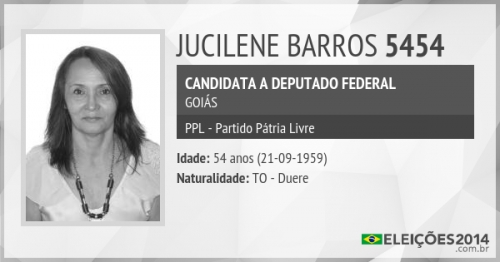 JUCILENE BARROS 5454
CANDIDATA A DEPUTADO FEDERAL
GOIÁS
PPL - Partido Pátria Livre
Idade: 54 anos (21-09-1959)
Naturalidade: TO - Duere
ELEIÇÕES2014
.com.br